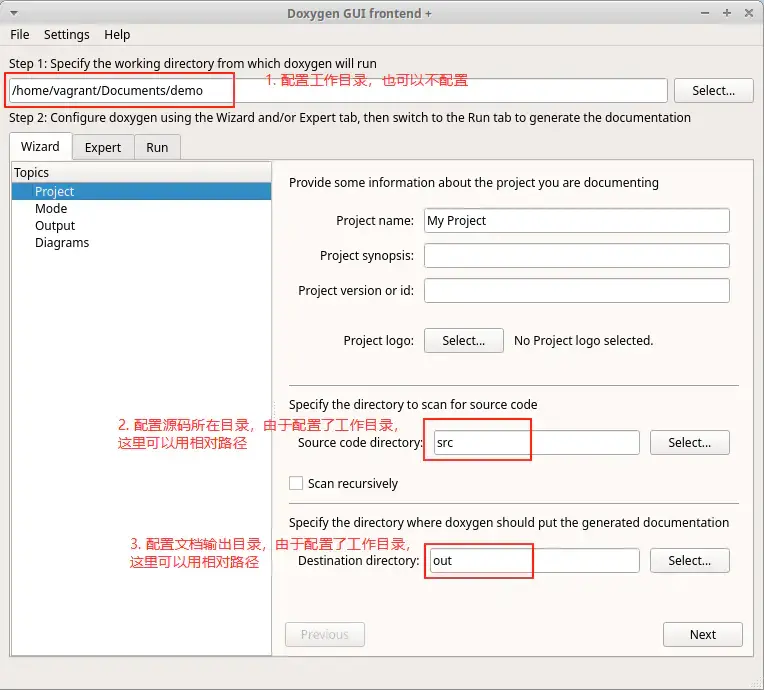 Doxygen GUI frontend +
File Settings Help
Step 1: Specify the working directory from which doxygen will run
1. 配置工作目录，也可以不配置
/home/vagrant/Documents/demo
Select...
Step 2: Configure doxygen using the Wizard and/or Expert tab, then switch to the Run tab to generate the documentation
Wizard Expert Run
Topics
Project
Mode
Output
Diagrams
Provide some information about the project you are documenting
Project name: My Project
Project synopsis:
Project version or id:
Project logo: Select... No Project logo selected.
Specify the directory to scan for source code
2. 配置源码所在目录，由于配置了工作目录，
这里可以用相对路径
Source code directory: src Select...
Scan recursively
Specify the directory where doxygen should put the generated documentation
3. 配置文档输出目录，由于配置了工作目录，
这里可以用相对路径
Destination directory: out Select...
Previous Next